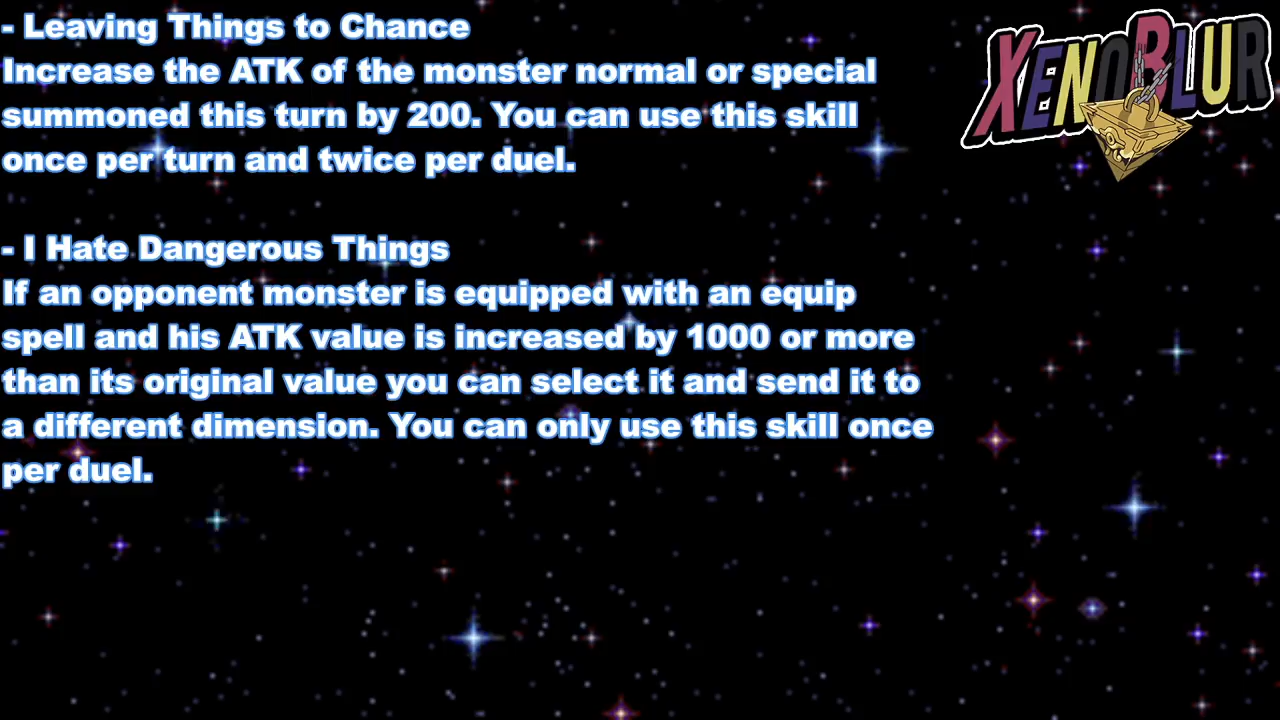 - Leaving Things to Chance
Increase the ATK of the monster normal or special
summoned this turn by 200. You can use this skill
once per turn and twice per duel.
- I Hate Dangerous Things
If an opponent monster is equipped with an equip
spell and his ATK value is increased by 1000 or more
than its original value you can select it and send it to
a different dimension. You can only use this skill once
per duel.
XENOBLUR